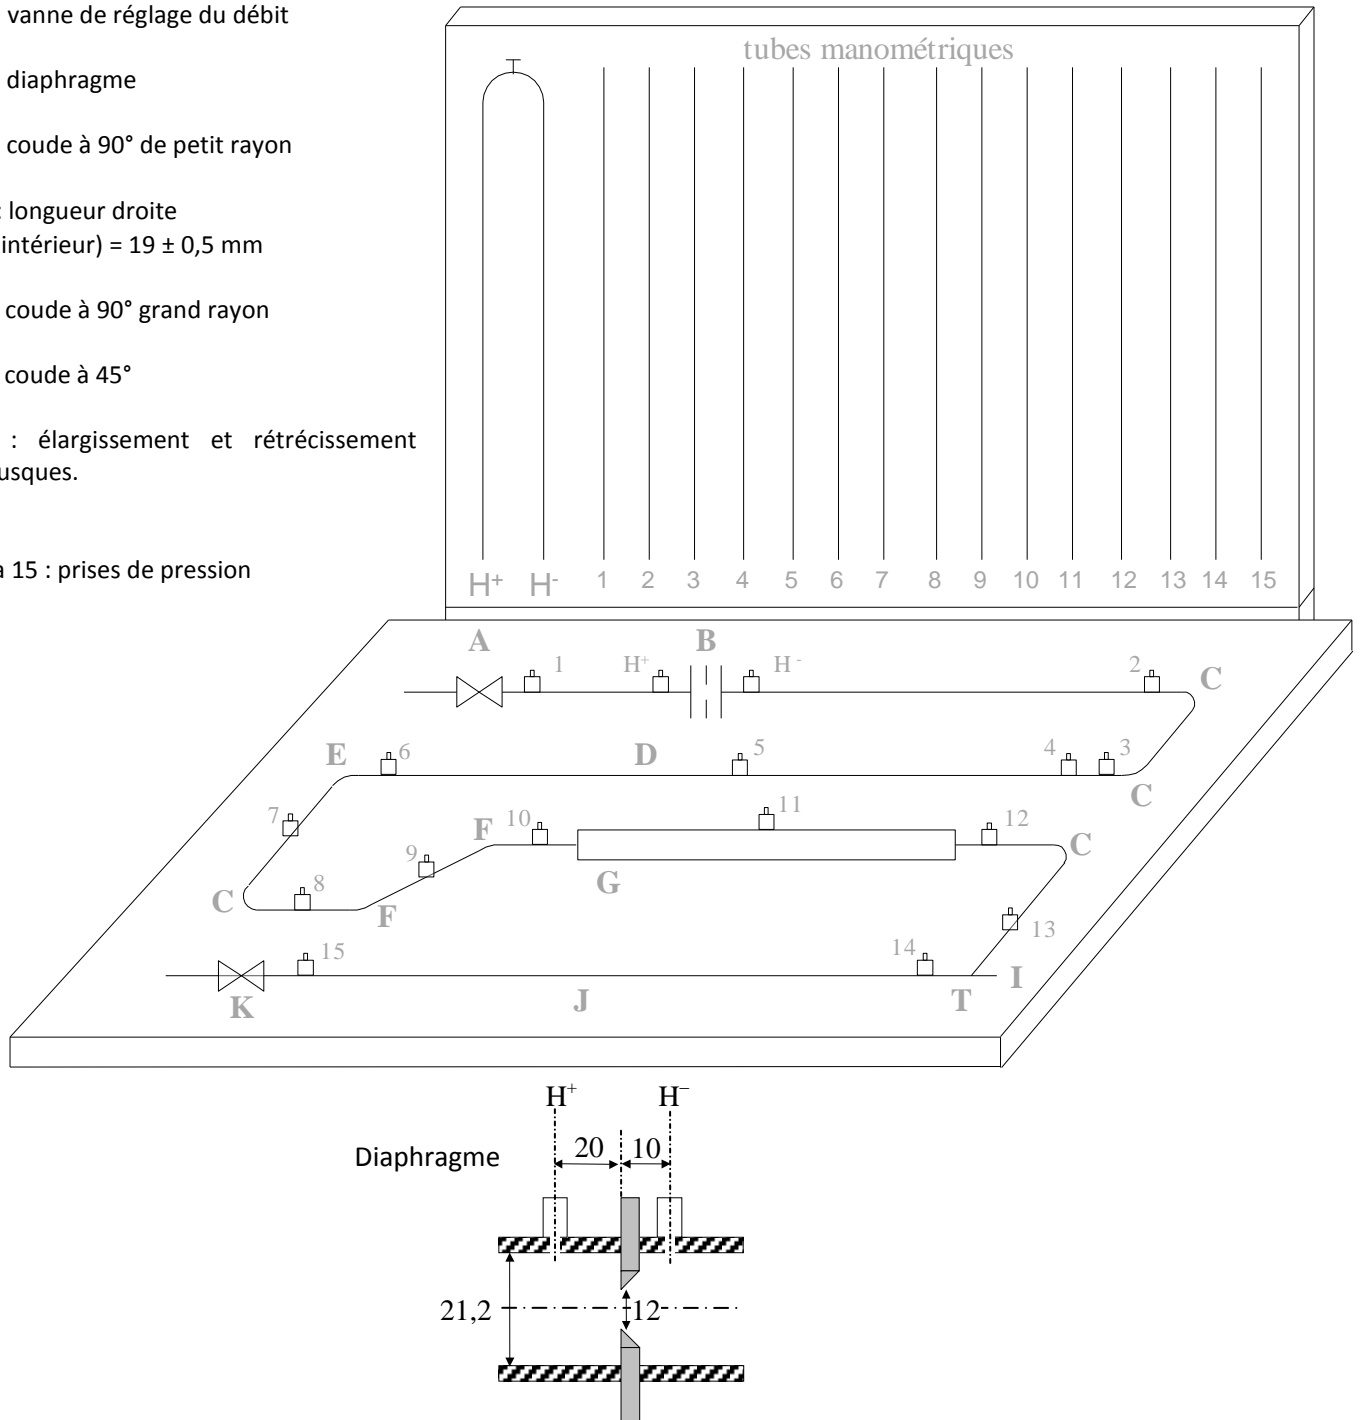 vanne de réglage du débit
diaphragme
coude à 90° de petit rayon
: longueur droite
intérieur) = 19 ± 0,5 mm
coude à 90° grand rayon
coude à 45°
: élargissement et rétrécissement
usques.
à 15 : prises de pression
tubes manométriques
H+ H- 1 2 3 4 5 6 7 8 9 10 11 12 13 14 15
A B
1 H+ H - 2 C
E 6 D 5 4 3
C
7 F 10 11 12 C
9 G
C 8 F
13
15 14 I
K J T
H+ H–
Diaphragme 20 10
21,2 12